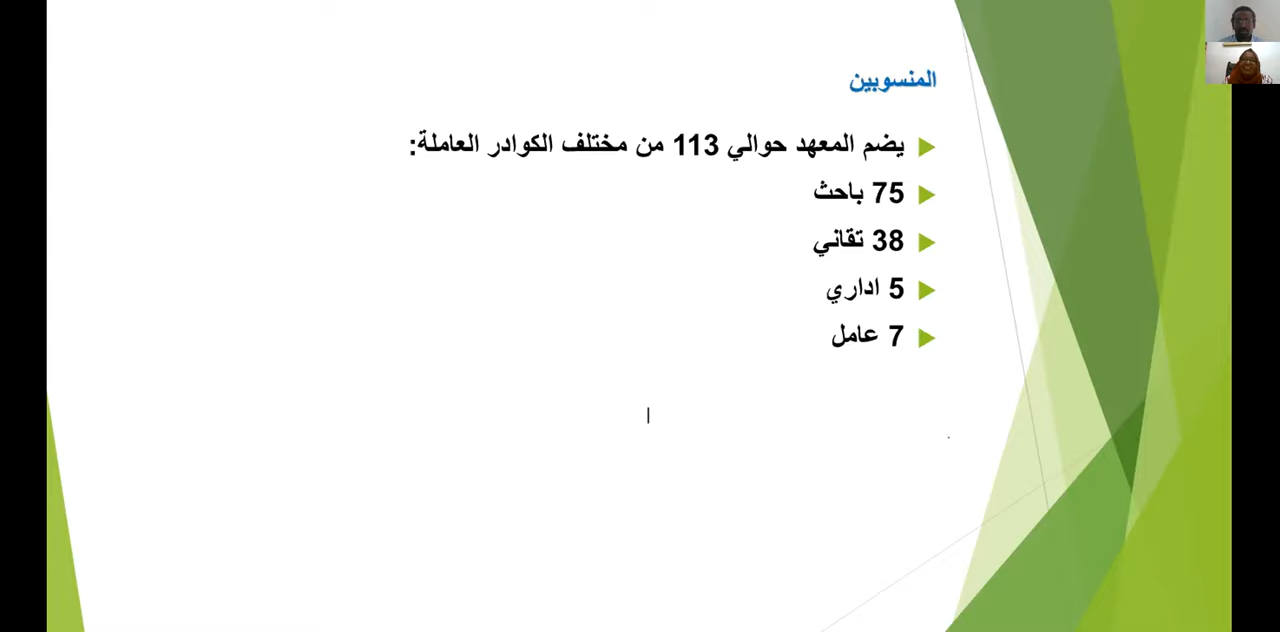 المنسوبين
يضم المعهد حوالي 113 من مختلف الكوادر العاملة:
75 باحث
38 تقاني
5 اداري
7 عامل